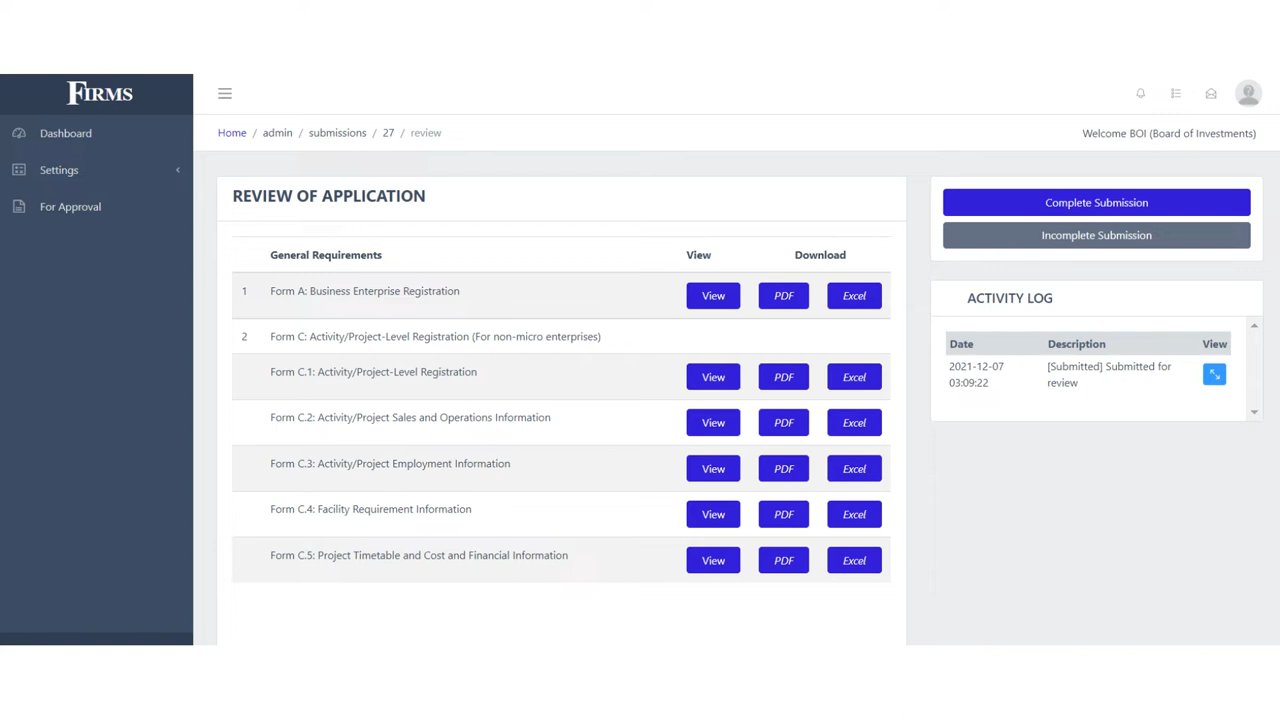 FIRMS
Dashboard
Settings
For Approval
Home / admin / submissions / 27 / review
Welcome BOI (Board of Investments)
REVIEW OF APPLICATION
General Requirements View Download
1 Form A: Business Enterprise Registration View PDF Excel
2 Form C: Activity/Project-Level Registration (For non-micro enterprises)
Form C.1: Activity/Project-Level Registration View PDF Excel
Form C.2: Activity/Project Sales and Operations Information View PDF Excel
Form C.3: Activity/Project Employment Information View PDF Excel
Form C.4: Facility Requirement Information View PDF Excel
Form C.5: Project Timetable and Cost and Financial Information View PDF Excel
Complete Submission
Incomplete Submission
ACTIVITY LOG
Date Description View
2021-12-07 [Submitted] Submitted for
03:09:22 review